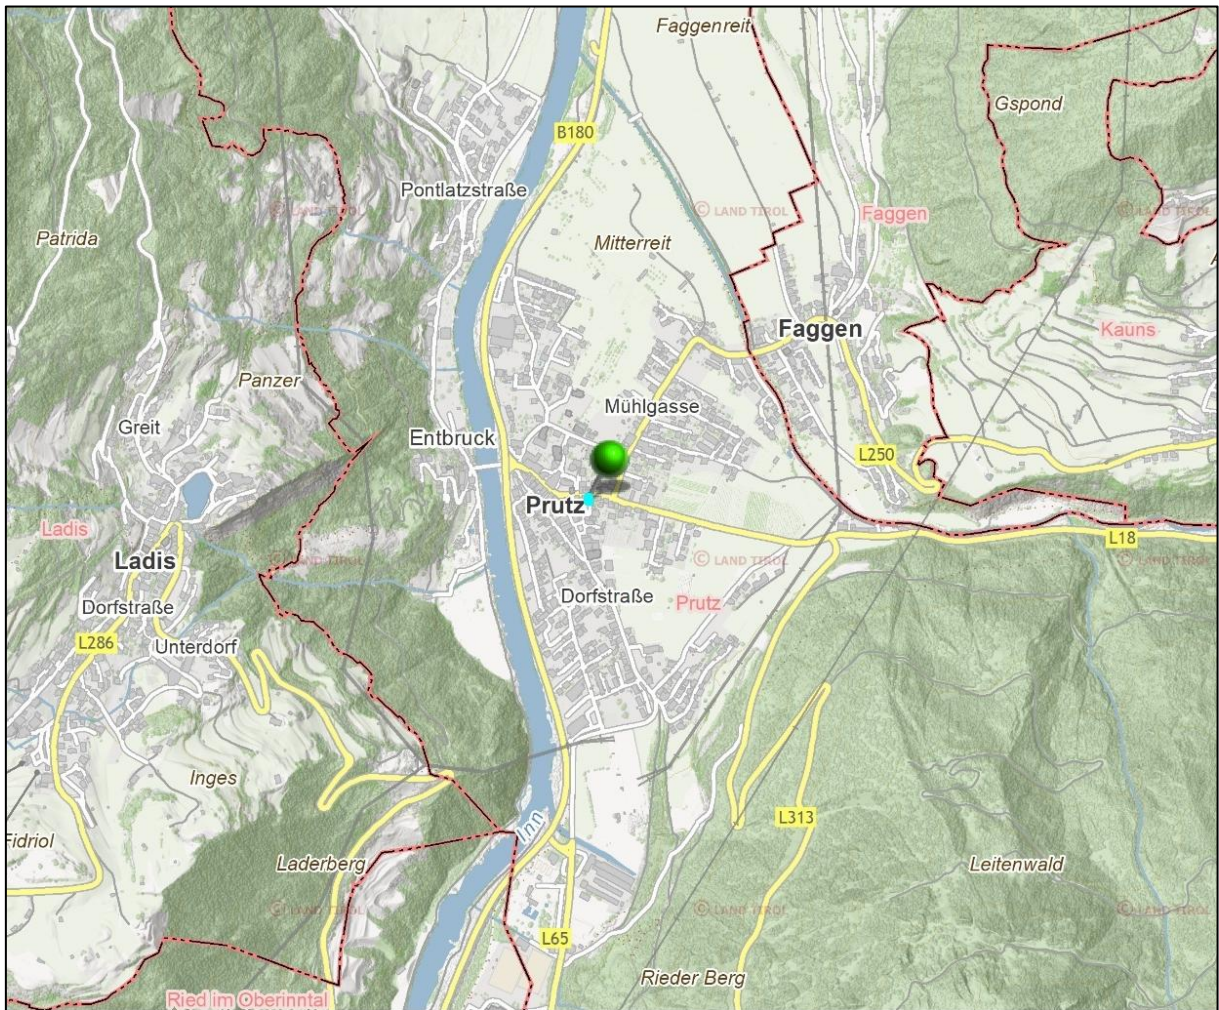 Faggenreit
Gspond
B180
Pontlatzstraße
© LAND TIROL
© LAND TIROL
© LAND TIROL
Faggen
Patrida
Mitterreit
Faggen
Kauns
Panzer
Mühlgasse
Greit
Entbruck
L250
Prutz
Ladis
L18
Ladis
© LAND TIROL
© LAND TIROL
Dorfstraße
Dorfstraße
Prutz
L286
Unterdorf
Inges
L313
Inn
Fidriol
Laderberg
Leitenwald
© LAND TIROL
© LAND TIROL
© LAND TIROL
L65
Rieder Berg
Ried im Oberinntal